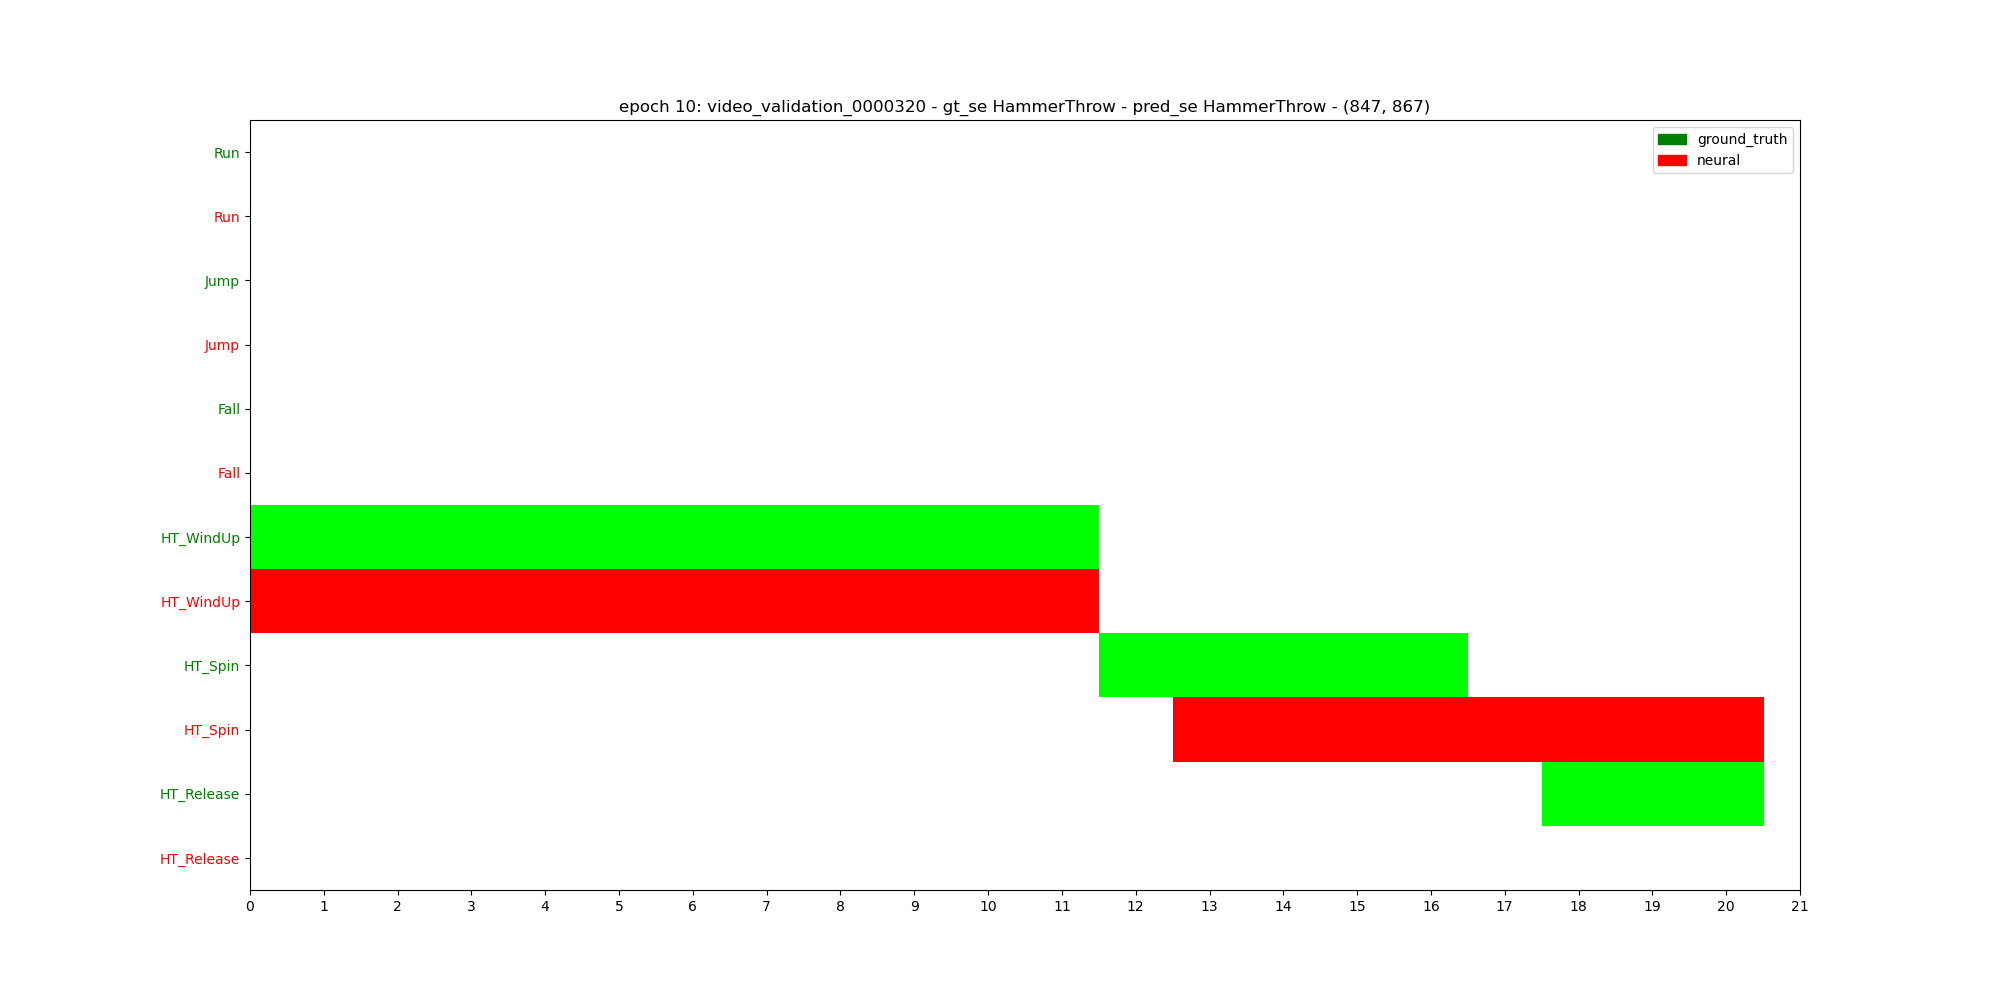 epoch 10: video_validation_0000320 - gt_se HammerThrow - pred_se HammerThrow - (847, 867)
ground_truth
neural
Run
Run
Jump
Jump
Fall
Fall
HT_WindUp
HT_WindUp
HT_Spin
HT_Spin
HT_Release
HT_Release
0 1 2 3 4 5 6 7 8 9 10 11 12 13 14 15 16 17 18 19 20 21